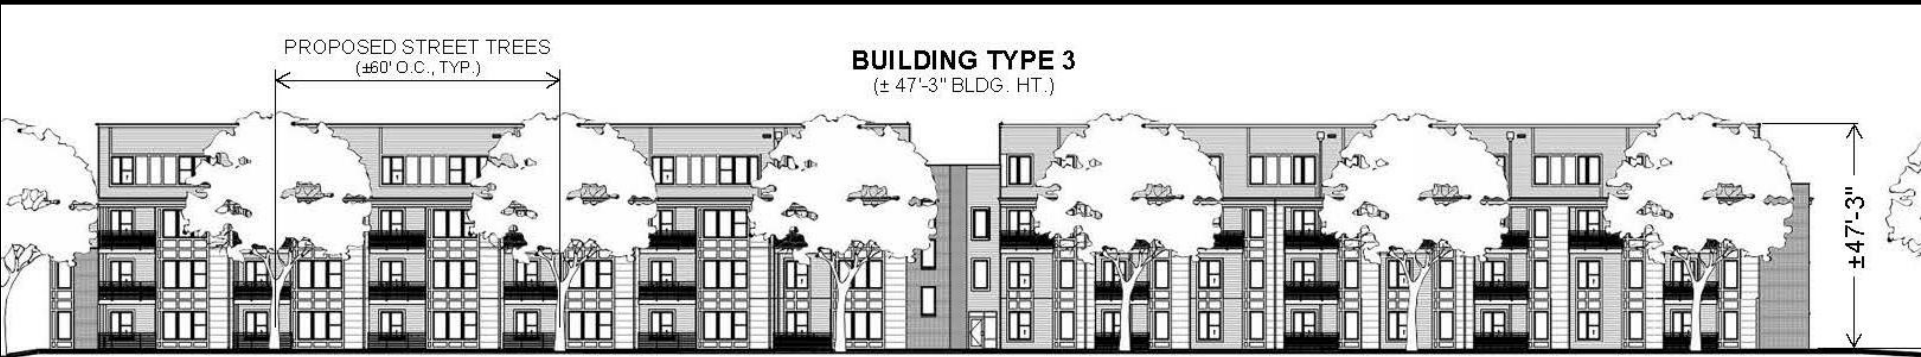 PROPOSED STREET TREES
(±60' O.C., TYP.)
BUILDING TYPE 3
(± 47'-3" BLDG. HT.)
±47'-3"